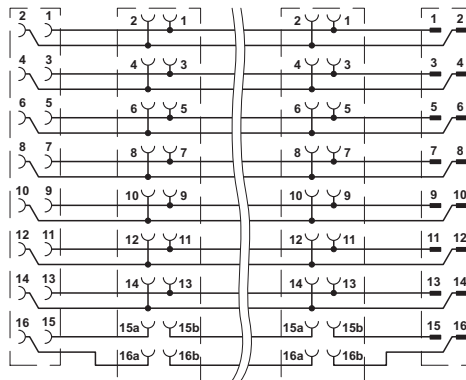 2 1 2 1 2 1 1 2
4 3 4 3 4 3 3 4
6 5 6 5 6 5 5 6
8 7 8 7 8 7 7 8
10 9 10 9 10 9 9 10
12 11 12 11 12 11 11 12
14 13 14 13 14 13 13 14
16 15 15a 15b 15a 15b 15 16
16a 16b 16a 16b